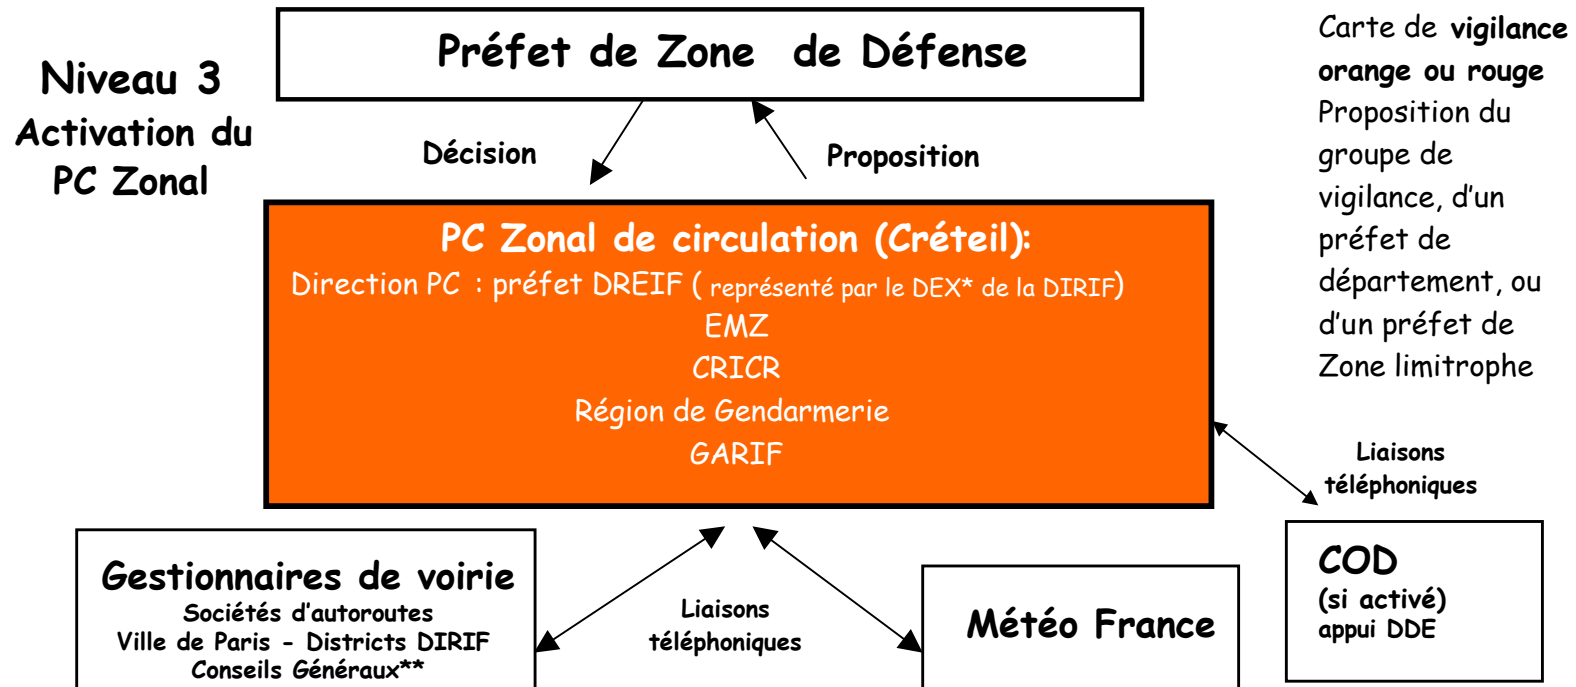 Préfet de Zone de Défense
Niveau 3
Activation du
PC Zonal
Carte de vigilance
orange ou rouge
Proposition du
groupe de
vigilance, d'un
préfet de
département, ou
d'un préfet de
Zone limitrophe
Décision
Proposition
PC Zonal de circulation (Créteil):
Direction PC : préfet DREIF ( représenté par le DEX* de la DIRIF)
EMZ
CRICR
Région de Gendarmerie
GARIF
Liaisons
téléphoniques
Gestionnaires de voirie
Sociétés d'autoroutes
Ville de Paris - Districts DIRIF
Conseils Généraux**
Liaisons
téléphoniques
Météo France
COD
(si activé)
appui DDE